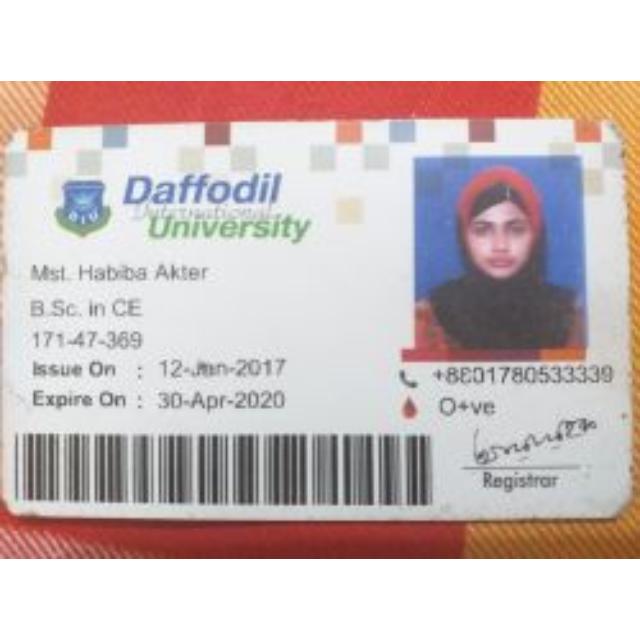 Daffodil
International
University
DIU
Mst. Habiba Akter
B.Sc. in CE
171-47-369
Issue On : 12-Jan-2017
Expire On : 30-Apr-2020
+8801780533339
O+ve
Registrar